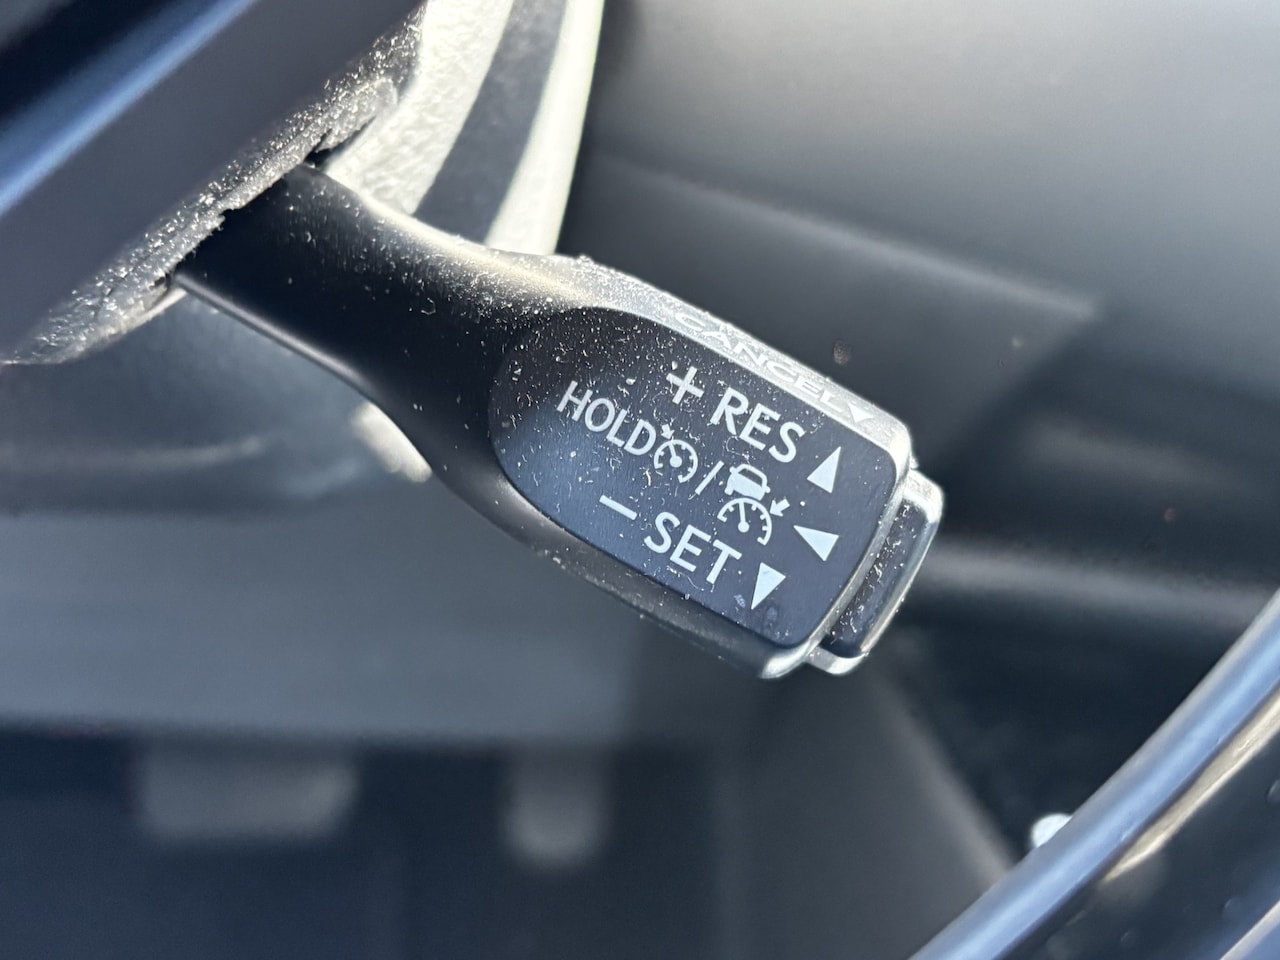 CANCEL
+ RES
HOLD /
− SET